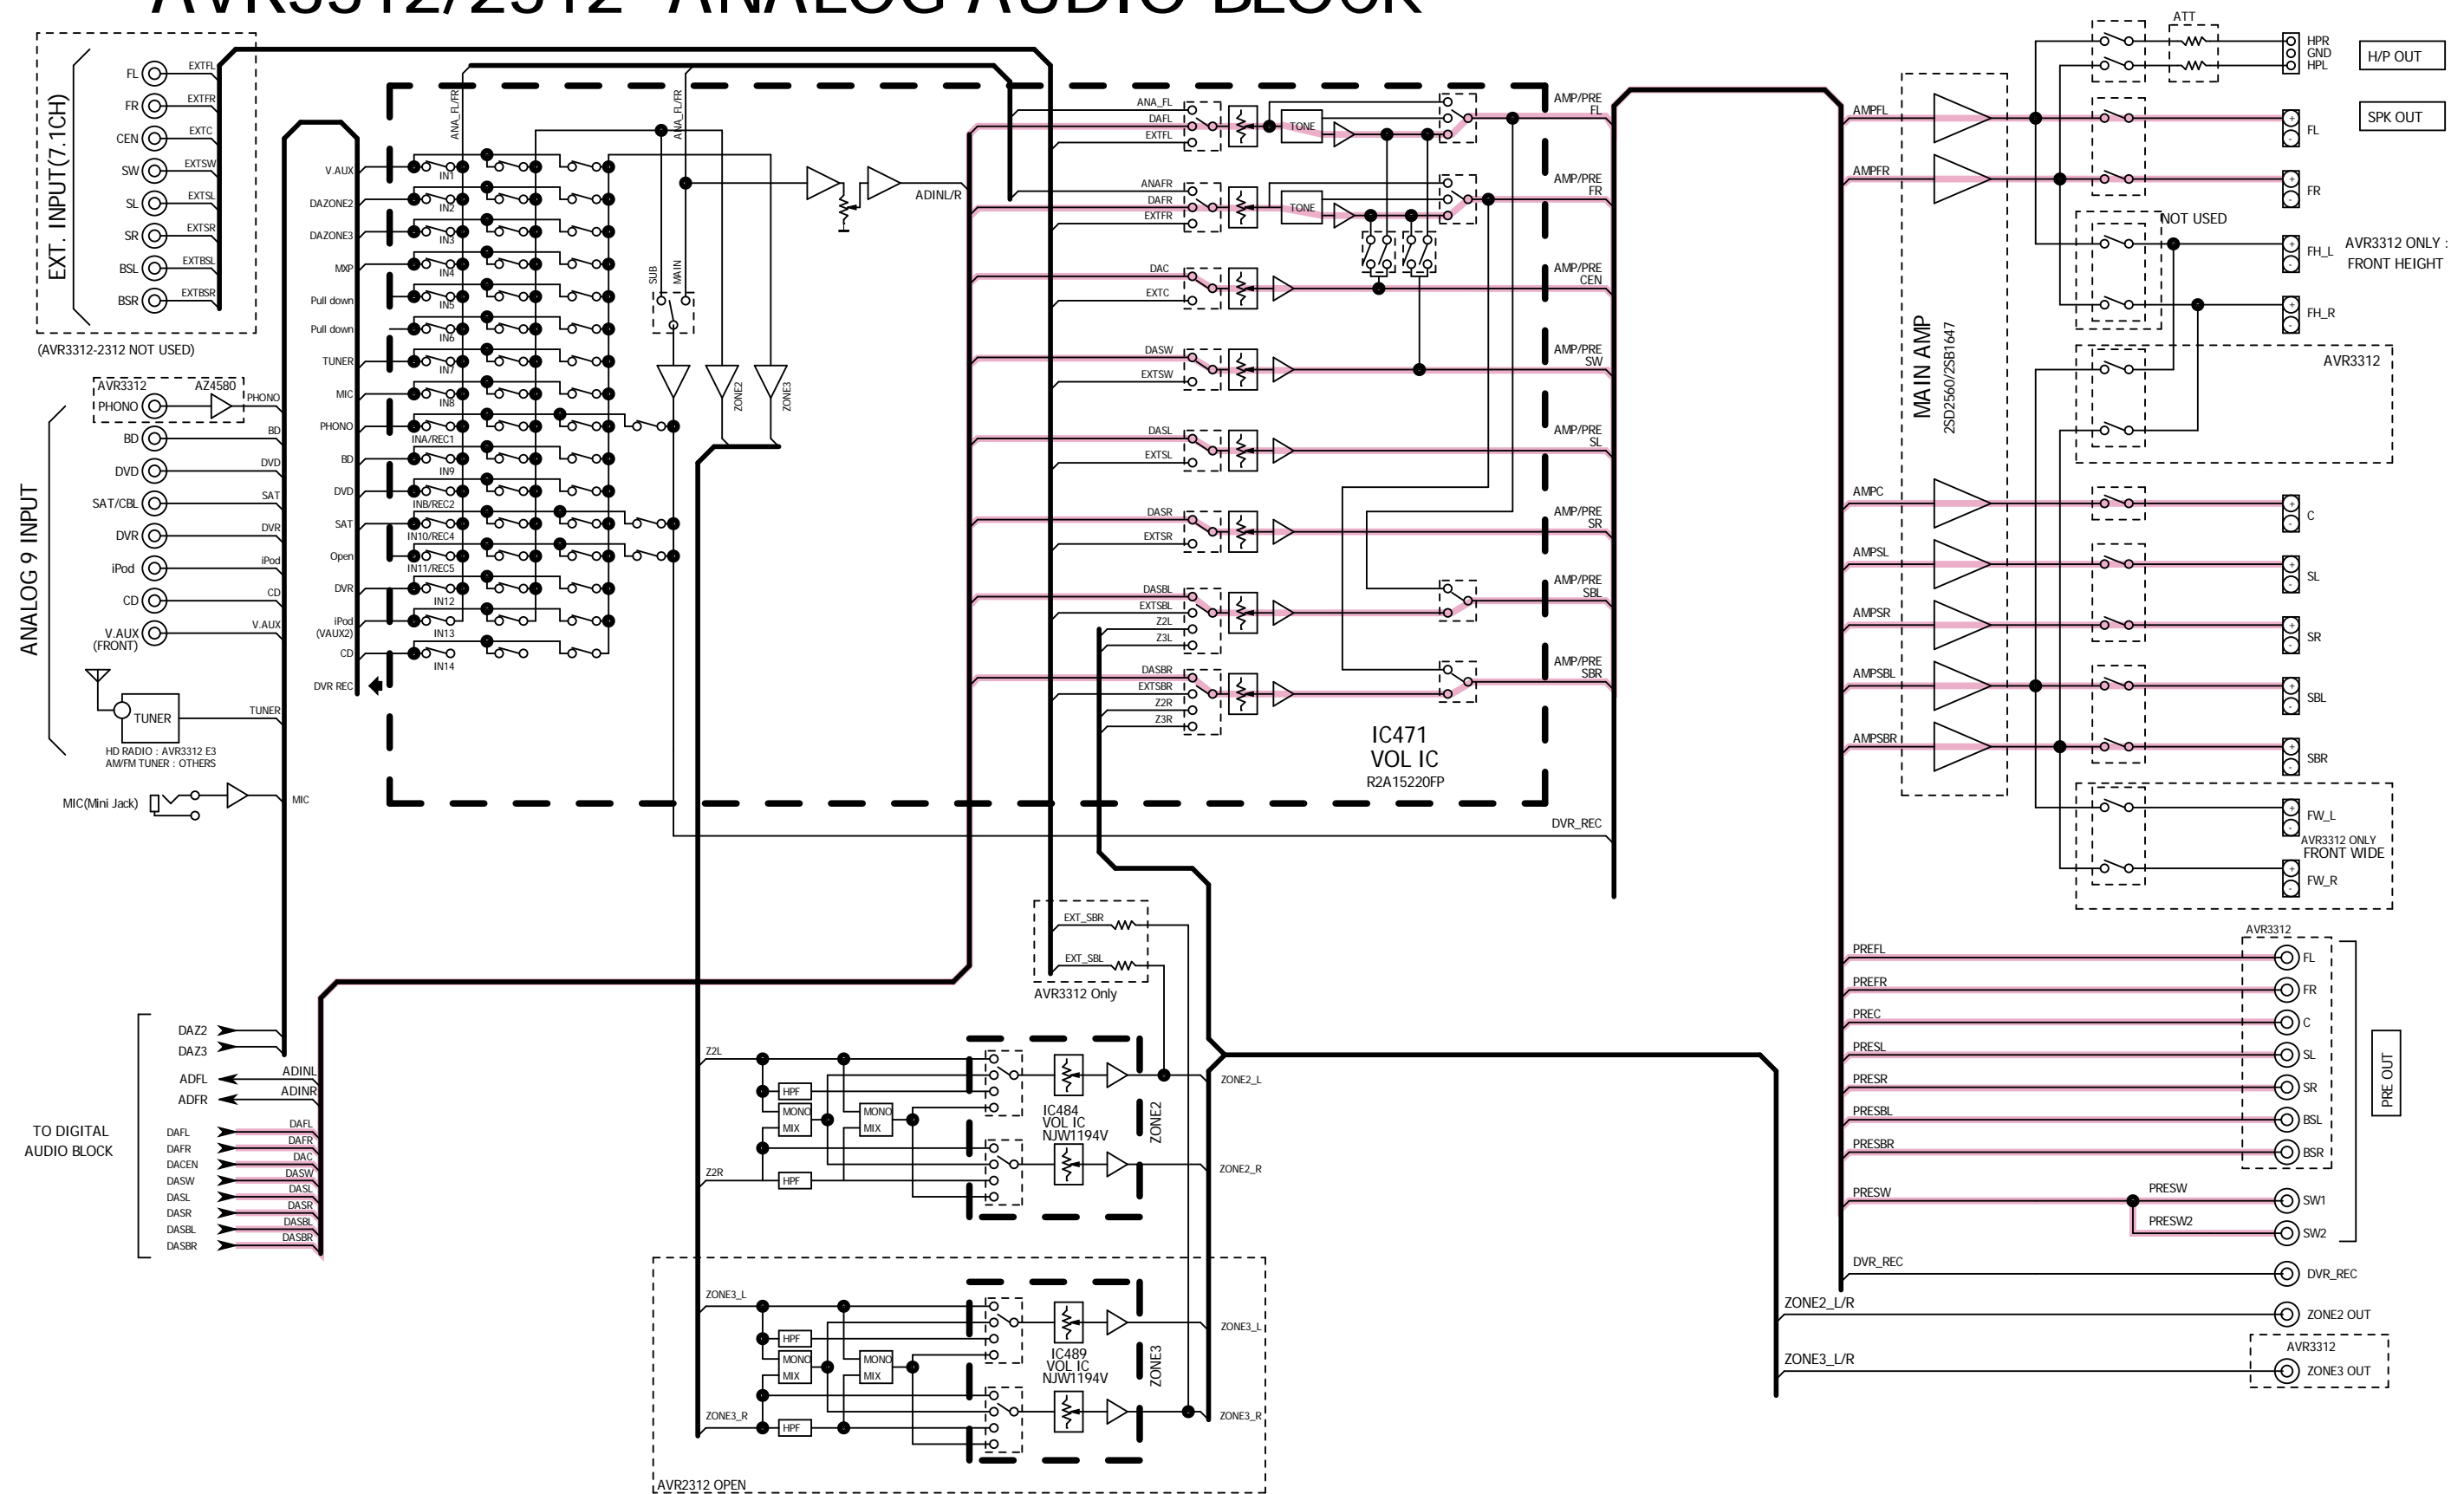 AVR3312/2312 ANALOG AUDIO BLOCK
EXT. INPUT(7.1CH)
FL EXTFL
FR EXTFR
CEN EXTC
SW EXTSW
SL EXTSL
SR EXTSR
BSL EXTBSL
BSR EXTBSR
(AVR3312-2312 NOT USED)
ANALOG 9 INPUT
AVR3312 AZ4580
PHONO PHONO
BD BD
DVD DVD
SAT/CBL SAT
DVR DVR
iPod iPod
CD CD
V.AUX V.AUX
(FRONT)
TUNER TUNER
HD RADIO : AVR3312 E3
AM/FM TUNER : OTHERS
MIC(Mini Jack) MIC
V.AUX IN1
DAZONE2 IN2
DAZONE3 IN3
MXP IN4
Pull down IN5
Pull down IN6
TUNER IN7
MIC IN8
PHONO INA/REC1
BD IN9
DVD INB/REC2
SAT IN10/REC4
Open IN11/REC5
DVR IN12
iPod
(VAUX2) IN13
CD IN14
DVR REC
ANA_FL/FR
ANA_FL/FR
SUB
MAIN
ZONE2
ZONE3
ADINL/R
ANA_FL
DAFL
EXTFL
TONE
AMP/PRE
FL
ANAFR
DAFR
EXTFR
TONE
AMP/PRE
FR
DAC
EXTC
AMP/PRE
CEN
DASW
EXTSW
AMP/PRE
SW
DASL
EXTSL
AMP/PRE
SL
DASR
EXTSR
AMP/PRE
SR
DASBL
EXTSBL
Z2L
Z3L
AMP/PRE
SBL
DASBR
EXTSBR
Z2R
Z3R
AMP/PRE
SBR
IC471
VOL IC
R2A15220FP
DVR_REC
MAIN AMP
2SD2560/2SB1647
AMPFL
AMPFR
AMPC
AMPSL
AMPSR
AMPSBL
AMPSBR
ATT
HPR
GND
HPL
H/P OUT
SPK OUT
+ - FL
+ - FR
NOT USED
+ - FH_L
AVR3312 ONLY :
FRONT HEIGHT
+ - FH_R
AVR3312
+ - C
+ - SL
+ - SR
+ - SBL
+ - SBR
+ - FW_L
AVR3312 ONLY
FRONT WIDE
+ - FW_R
AVR3312
PREFL FL
PREFR FR
PREC C
PRESL SL
PRESR SR
PRESBL BSL
PRESBR BSR
PRESW PRESW SW1
PRESW2 SW2
PRE OUT
DVR_REC DVR_REC
ZONE2_L/R ZONE2 OUT
AVR3312
ZONE3_L/R ZONE3 OUT
EXT_SBR
EXT_SBL
AVR3312 Only
DAZ2
DAZ3
ADFL ADINL
ADFR ADINR
TO DIGITAL
AUDIO BLOCK
DAFL DAFL
DAFR DAFR
DACEN DAC
DASW DASW
DASL DASL
DASR DASR
DASBL DASBL
DASBR DASBR
Z2L
HPF
MONO
MIX
MONO
MIX
Z2R
HPF
IC484
VOL IC
NJW1194V
ZONE2
ZONE2_L
ZONE2_R
ZONE3_L
HPF
MONO
MIX
MONO
MIX
ZONE3_R
HPF
IC489
VOL IC
NJW1194V
ZONE3
ZONE3_L
ZONE3_R
AVR2312 OPEN